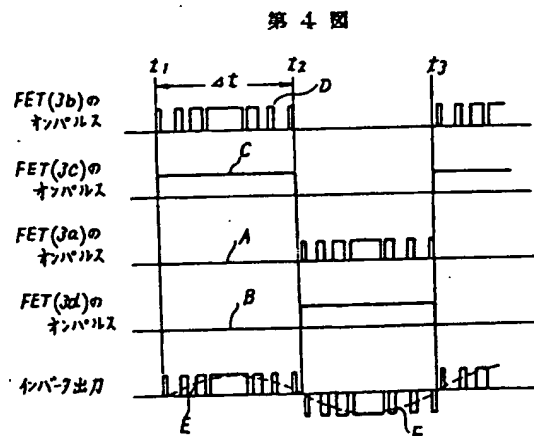 第 4 図
t1 Δt t2 t3
FET(3b)の
オンパルス
D
FET(3c)の
オンパルス
C
FET(3a)の
オンパルス
A
FET(3d)の
オンパルス
B
インバータ出力
E
E